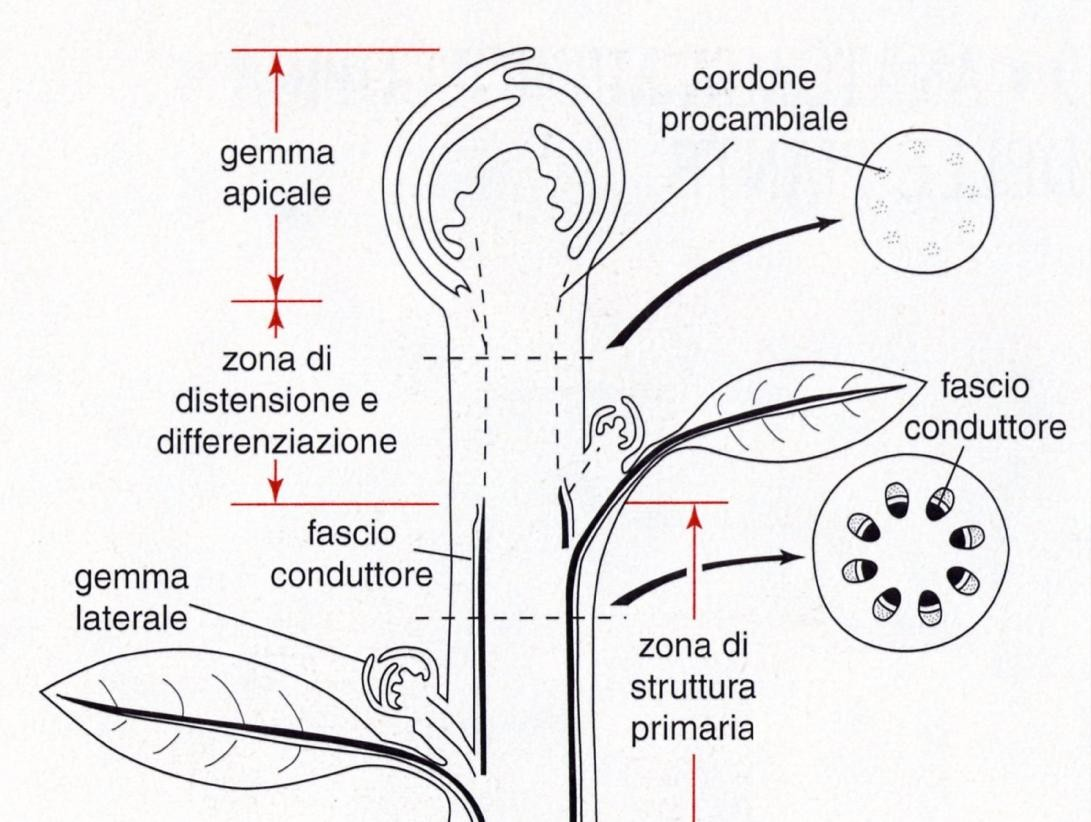 cordone
procambiale
gemma
apicale
zona di
distensione e
differenziazione
fascio
conduttore
fascio
conduttore
gemma
laterale
zona di
struttura
primaria